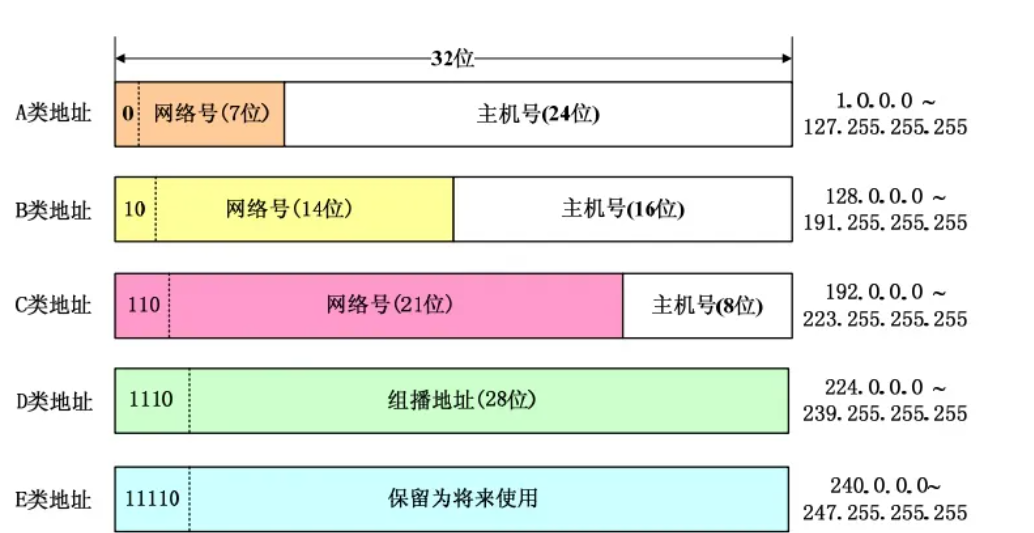 32位
A类地址
0
网络号(7位)
主机号(24位)
1.0.0.0 ~
127.255.255.255
B类地址
10
网络号(14位)
主机号(16位)
128.0.0.0 ~
191.255.255.255
C类地址
110
网络号(21位)
主机号(8位)
192.0.0.0 ~
223.255.255.255
D类地址
1110
组播地址(28位)
224.0.0.0 ~
239.255.255.255
E类地址
11110
保留为将来使用
240.0.0.0~
247.255.255.255